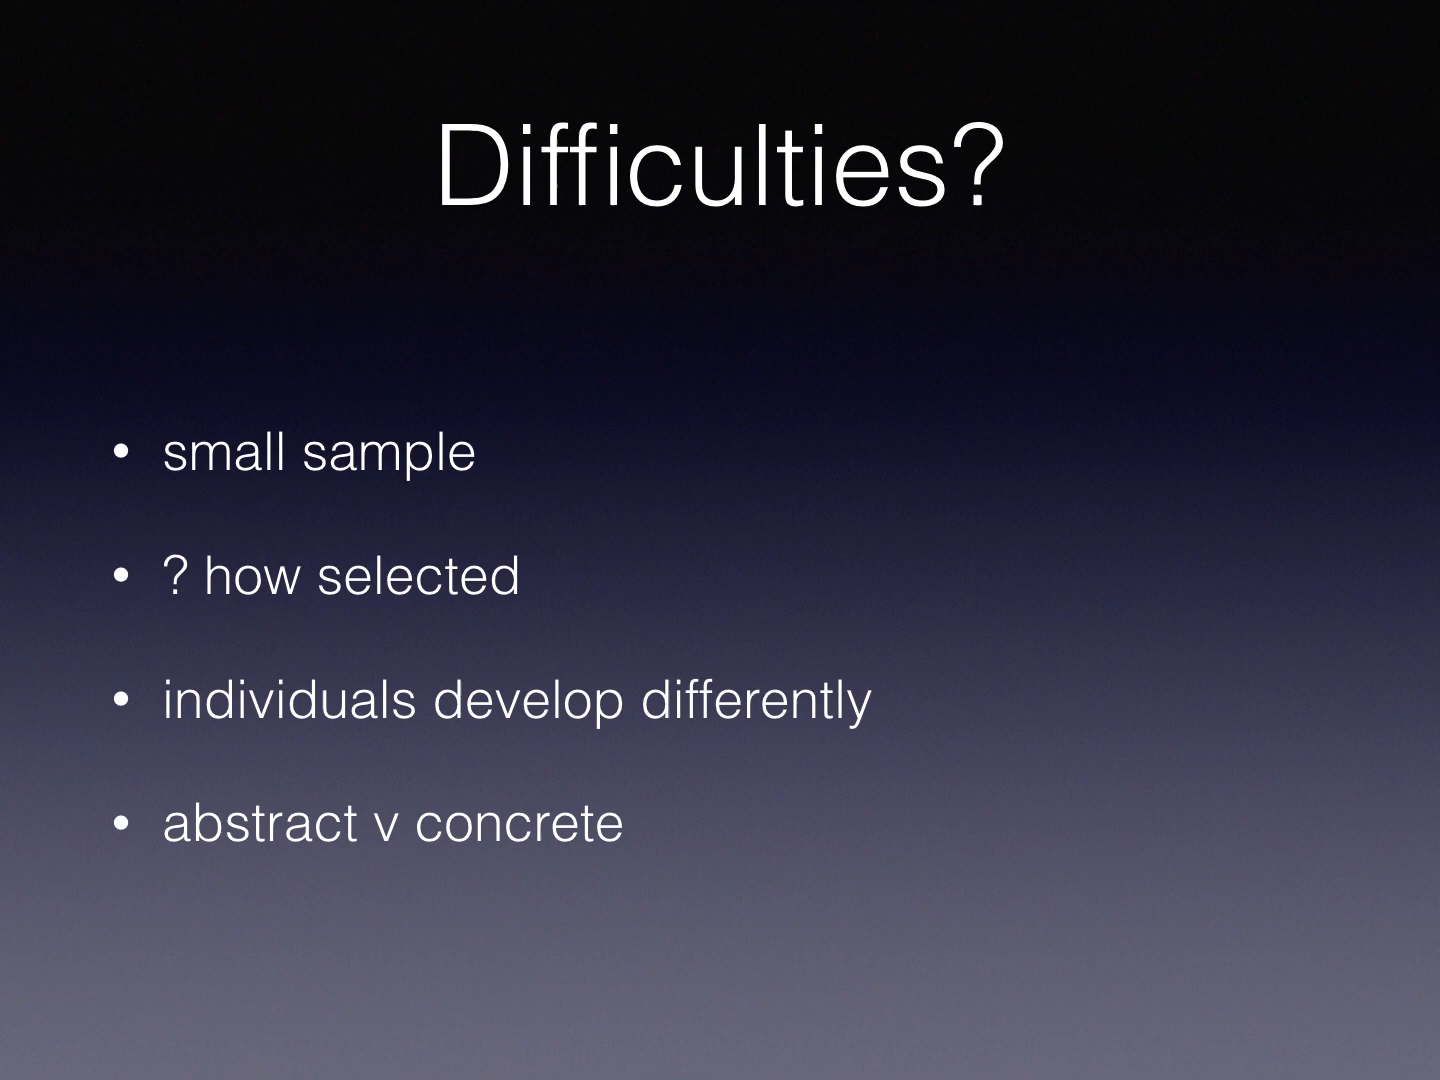 Difficulties?
• small sample
• ? how selected
• individuals develop differently
• abstract v concrete